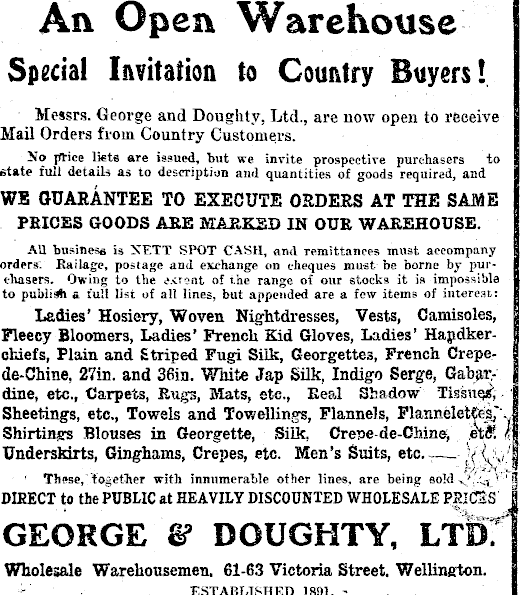 An Open Warehouse
Special Invitation to Country Buyers!
Messrs. George and Doughty, Ltd., are now open to receive
Mail Orders from Country Customers.
No price lists are issued, but we invite prospective purchasers to
state full details as to description and quantities of goods required, and
WE GUARANTEE TO EXECUTE ORDERS AT THE SAME
PRICES GOODS ARE MARKED IN OUR WAREHOUSE.
All business is NETT SPOT CASH, and remittances must accompany
orders. Railage, postage and exchange on cheques must be borne by pur-
chasers. Owing to the extent of the range of our stocks it is impossible
to publish a full list of all lines, but appended are a few items of interest:
Ladies' Hosiery, Woven Nightdresses, Vests, Camisoles,
Fleecy Bloomers, Ladies' French Kid Gloves, Ladies' Handker-
chiefs, Plain and Striped Fugi Silk, Georgettes, French Crepe-
de-Chine, 27in. and 36in. White Jap Silk, Indigo Serge, Gabar-
dine, etc., Carpets, Rugs, Mats, etc., Real Shadow Tissues,
Sheetings, etc., Towels and Towellings, Flannels, Flannelettes,
Shirtings Blouses in Georgette, Silk, Crepe-de-Chine, etc.
Underskirts, Ginghams, Crepes, etc. Men's Suits, etc.
These, together with innumerable other lines, are being sold
DIRECT to the PUBLIC at HEAVILY DISCOUNTED WHOLESALE PRICES
GEORGE & DOUGHTY, LTD.
Wholesale Warehousemen, 61-63 Victoria Street, Wellington.
ESTABLISHED 1891.